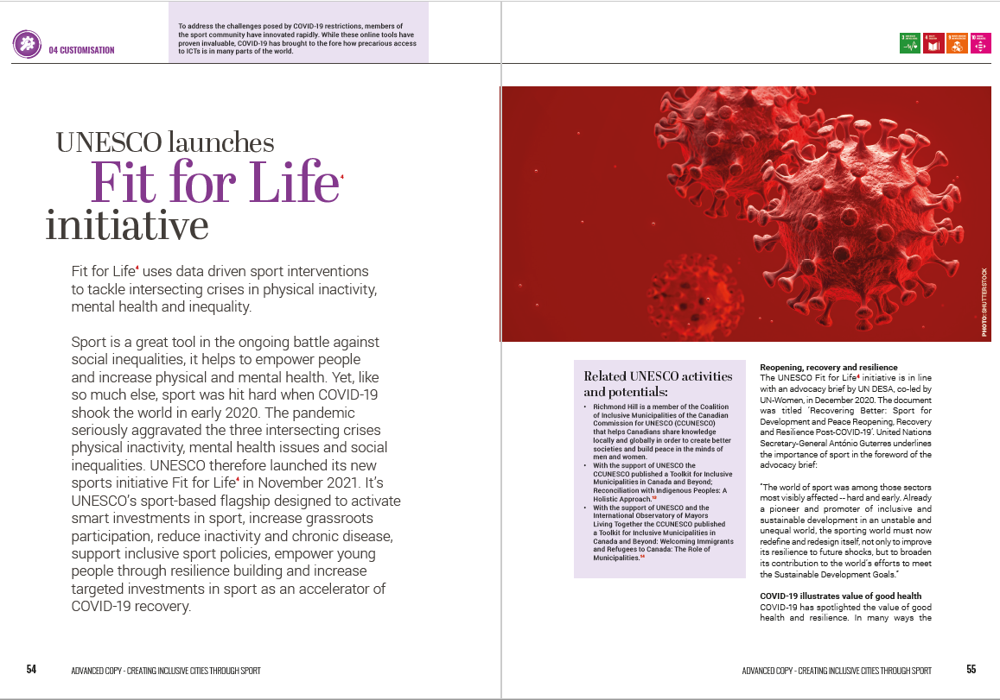 04 CUSTOMISATION
To address the challenges posed by COVID-19 restrictions, members of
the sport community have innovated rapidly. While these online tools have
proven invaluable, COVID-19 has brought to the fore how precarious access
to ICTs is in many parts of the world.
UNESCO launches
Fit for Life⁴
initiative
Fit for Life⁴ uses data driven sport interventions
to tackle intersecting crises in physical inactivity,
mental health and inequality.
Sport is a great tool in the ongoing battle against
social inequalities, it helps to empower people
and increase physical and mental health. Yet, like
so much else, sport was hit hard when COVID-19
shook the world in early 2020. The pandemic
seriously aggravated the three intersecting crises
physical inactivity, mental health issues and social
inequalities. UNESCO therefore launched its new
sports initiative Fit for Life⁴ in November 2021. It's
UNESCO's sport-based flagship designed to activate
smart investments in sport, increase grassroots
participation, reduce inactivity and chronic disease,
support inclusive sport policies, empower young
people through resilience building and increase
targeted investments in sport as an accelerator of
COVID-19 recovery.
54
ADVANCED COPY - CREATING INCLUSIVE CITIES THROUGH SPORT
3
4
9
10
PHOTO: SHUTTERSTOCK
Related UNESCO activities
and potentials:
• Richmond Hill is a member of the Coalition
of Inclusive Municipalities of the Canadian
Commission for UNESCO (CCUNESCO)
that helps Canadians share knowledge
locally and globally in order to create better
societies and build peace in the minds of
men and women.
• With the support of UNESCO the
CCUNESCO published a Toolkit for Inclusive
Municipalities in Canada and Beyond;
Reconciliation with Indigenous Peoples: A
Holistic Approach.
• With the support of UNESCO and the
International Observatory of Mayors
Living Together the CCUNESCO published
a Toolkit for Inclusive Municipalities in
Canada and Beyond: Welcoming Immigrants
and Refugees to Canada: The Role of
Municipalities.
Reopening, recovery and resilience
The UNESCO Fit for Life⁴ initiative is in line
with an advocacy brief by UN DESA, co-led by
UN-Women, in December 2020. The document
was titled 'Recovering Better: Sport for
Development and Peace Reopening, Recovery
and Resilience Post-COVID-19'. United Nations
Secretary-General António Guterres underlines
the importance of sport in the foreword of the
advocacy brief:
"The world of sport was among those sectors
most visibly affected -- hard and early. Already
a pioneer and promoter of inclusive and
sustainable development in an unstable and
unequal world, the sporting world must now
redefine and redesign itself, not only to improve
its resilience to future shocks, but to broaden
its contribution to the world's efforts to meet
the Sustainable Development Goals."
COVID-19 illustrates value of good health
COVID-19 has spotlighted the value of good
health and resilience. In many ways the
ADVANCED COPY - CREATING INCLUSIVE CITIES THROUGH SPORT
55